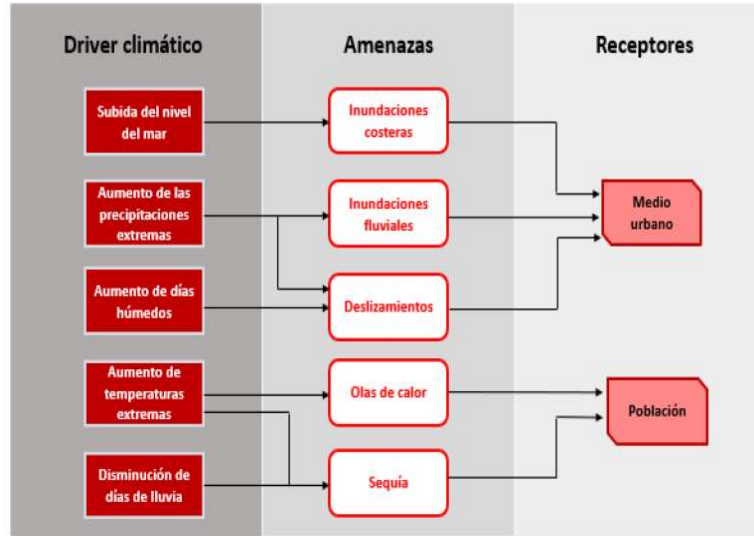 Driver climático
Amenazas
Receptores
Subida del nivel
del mar
Inundaciones
costeras
Aumento de las
precipitaciones
extremas
Inundaciones
fluviales
Medio
urbano
Aumento de días
húmedos
Deslizamientos
Aumento de
temperaturas
extremas
Olas de calor
Población
Disminución de
días de lluvia
Sequía